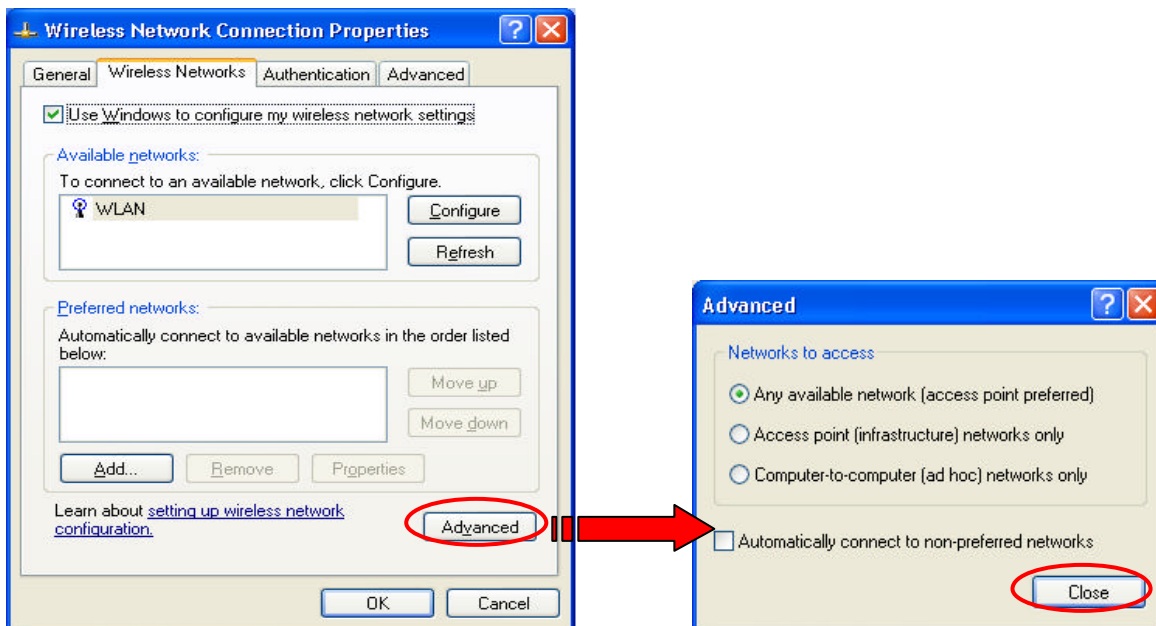 Wireless Network Connection Properties
General Wireless Networks Authentication Advanced
Use Windows to configure my wireless network settings
Available networks:
To connect to an available network, click Configure.
WLAN
Configure
Refresh
Preferred networks:
Automatically connect to available networks in the order listed
below:
Move up
Move down
Add... Remove Properties
Learn about setting up wireless network
configuration.
Advanced
OK Cancel
Advanced
Networks to access
Any available network (access point preferred)
Access point (infrastructure) networks only
Computer-to-computer (ad hoc) networks only
Automatically connect to non-preferred networks
Close